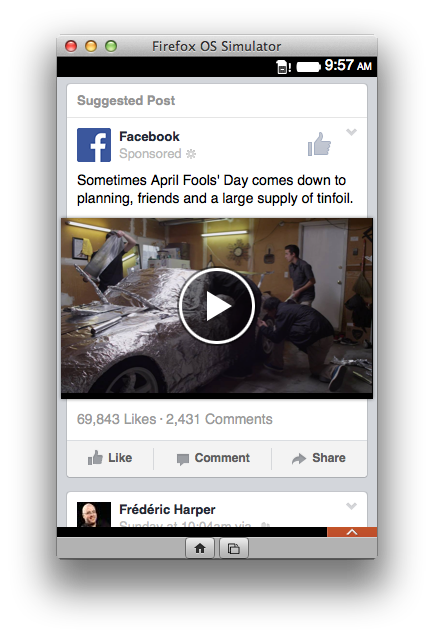 Firefox OS Simulator
9:57 AM
Suggested Post
Facebook
Sponsored
Sometimes April Fools' Day comes down to
planning, friends and a large supply of tinfoil.
69,843 Likes · 2,431 Comments
Like Comment Share
Frédéric Harper
Sunday at 10:04am via